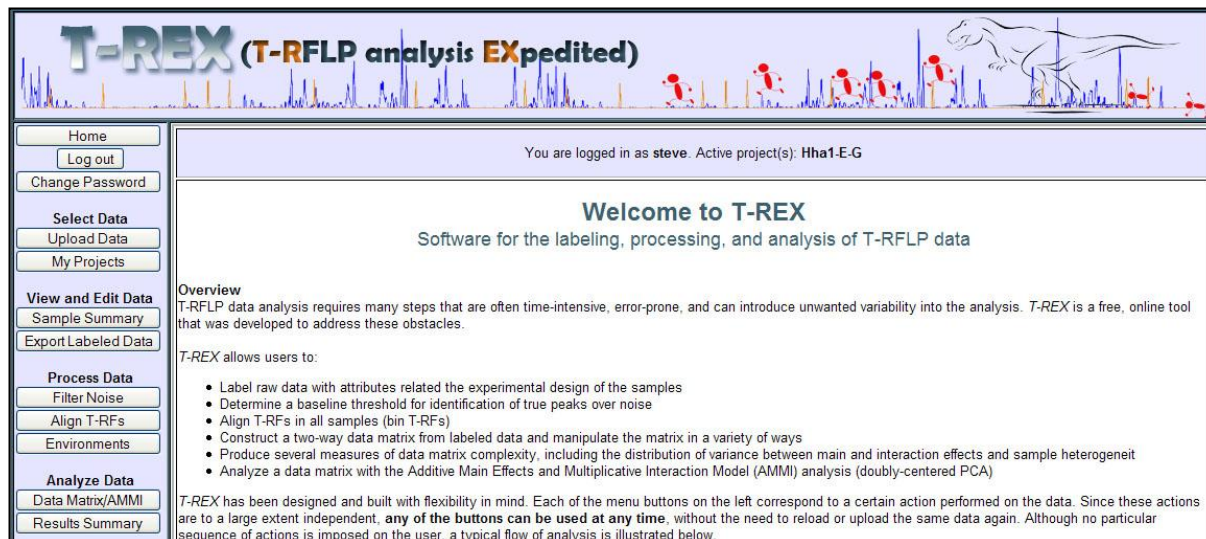 T-REX (T-RFLP analysis EXpedited)
Home
Log out
Change Password
Select Data
Upload Data
My Projects
View and Edit Data
Sample Summary
Export Labeled Data
Process Data
Filter Noise
Align T-RFs
Environments
Analyze Data
Data Matrix/AMMI
Results Summary
You are logged in as steve. Active project(s): Hha1-E-G
Welcome to T-REX
Software for the labeling, processing, and analysis of T-RFLP data
Overview
T-RFLP data analysis requires many steps that are often time-intensive, error-prone, and can introduce unwanted variability into the analysis. T-REX is a free, online tool
that was developed to address these obstacles.
T-REX allows users to:
• Label raw data with attributes related the experimental design of the samples
• Determine a baseline threshold for identification of true peaks over noise
• Align T-RFs in all samples (bin T-RFs)
• Construct a two-way data matrix from labeled data and manipulate the matrix in a variety of ways
• Produce several measures of data matrix complexity, including the distribution of variance between main and interaction effects and sample heterogeneit
• Analyze a data matrix with the Additive Main Effects and Multiplicative Interaction Model (AMMI) analysis (doubly-centered PCA)
T-REX has been designed and built with flexibility in mind. Each of the menu buttons on the left correspond to a certain action performed on the data. Since these actions
are to a large extent independent, any of the buttons can be used at any time, without the need to reload or upload the same data again. Although no particular
sequence of actions is imposed on the user, a typical flow of analysis is illustrated below.